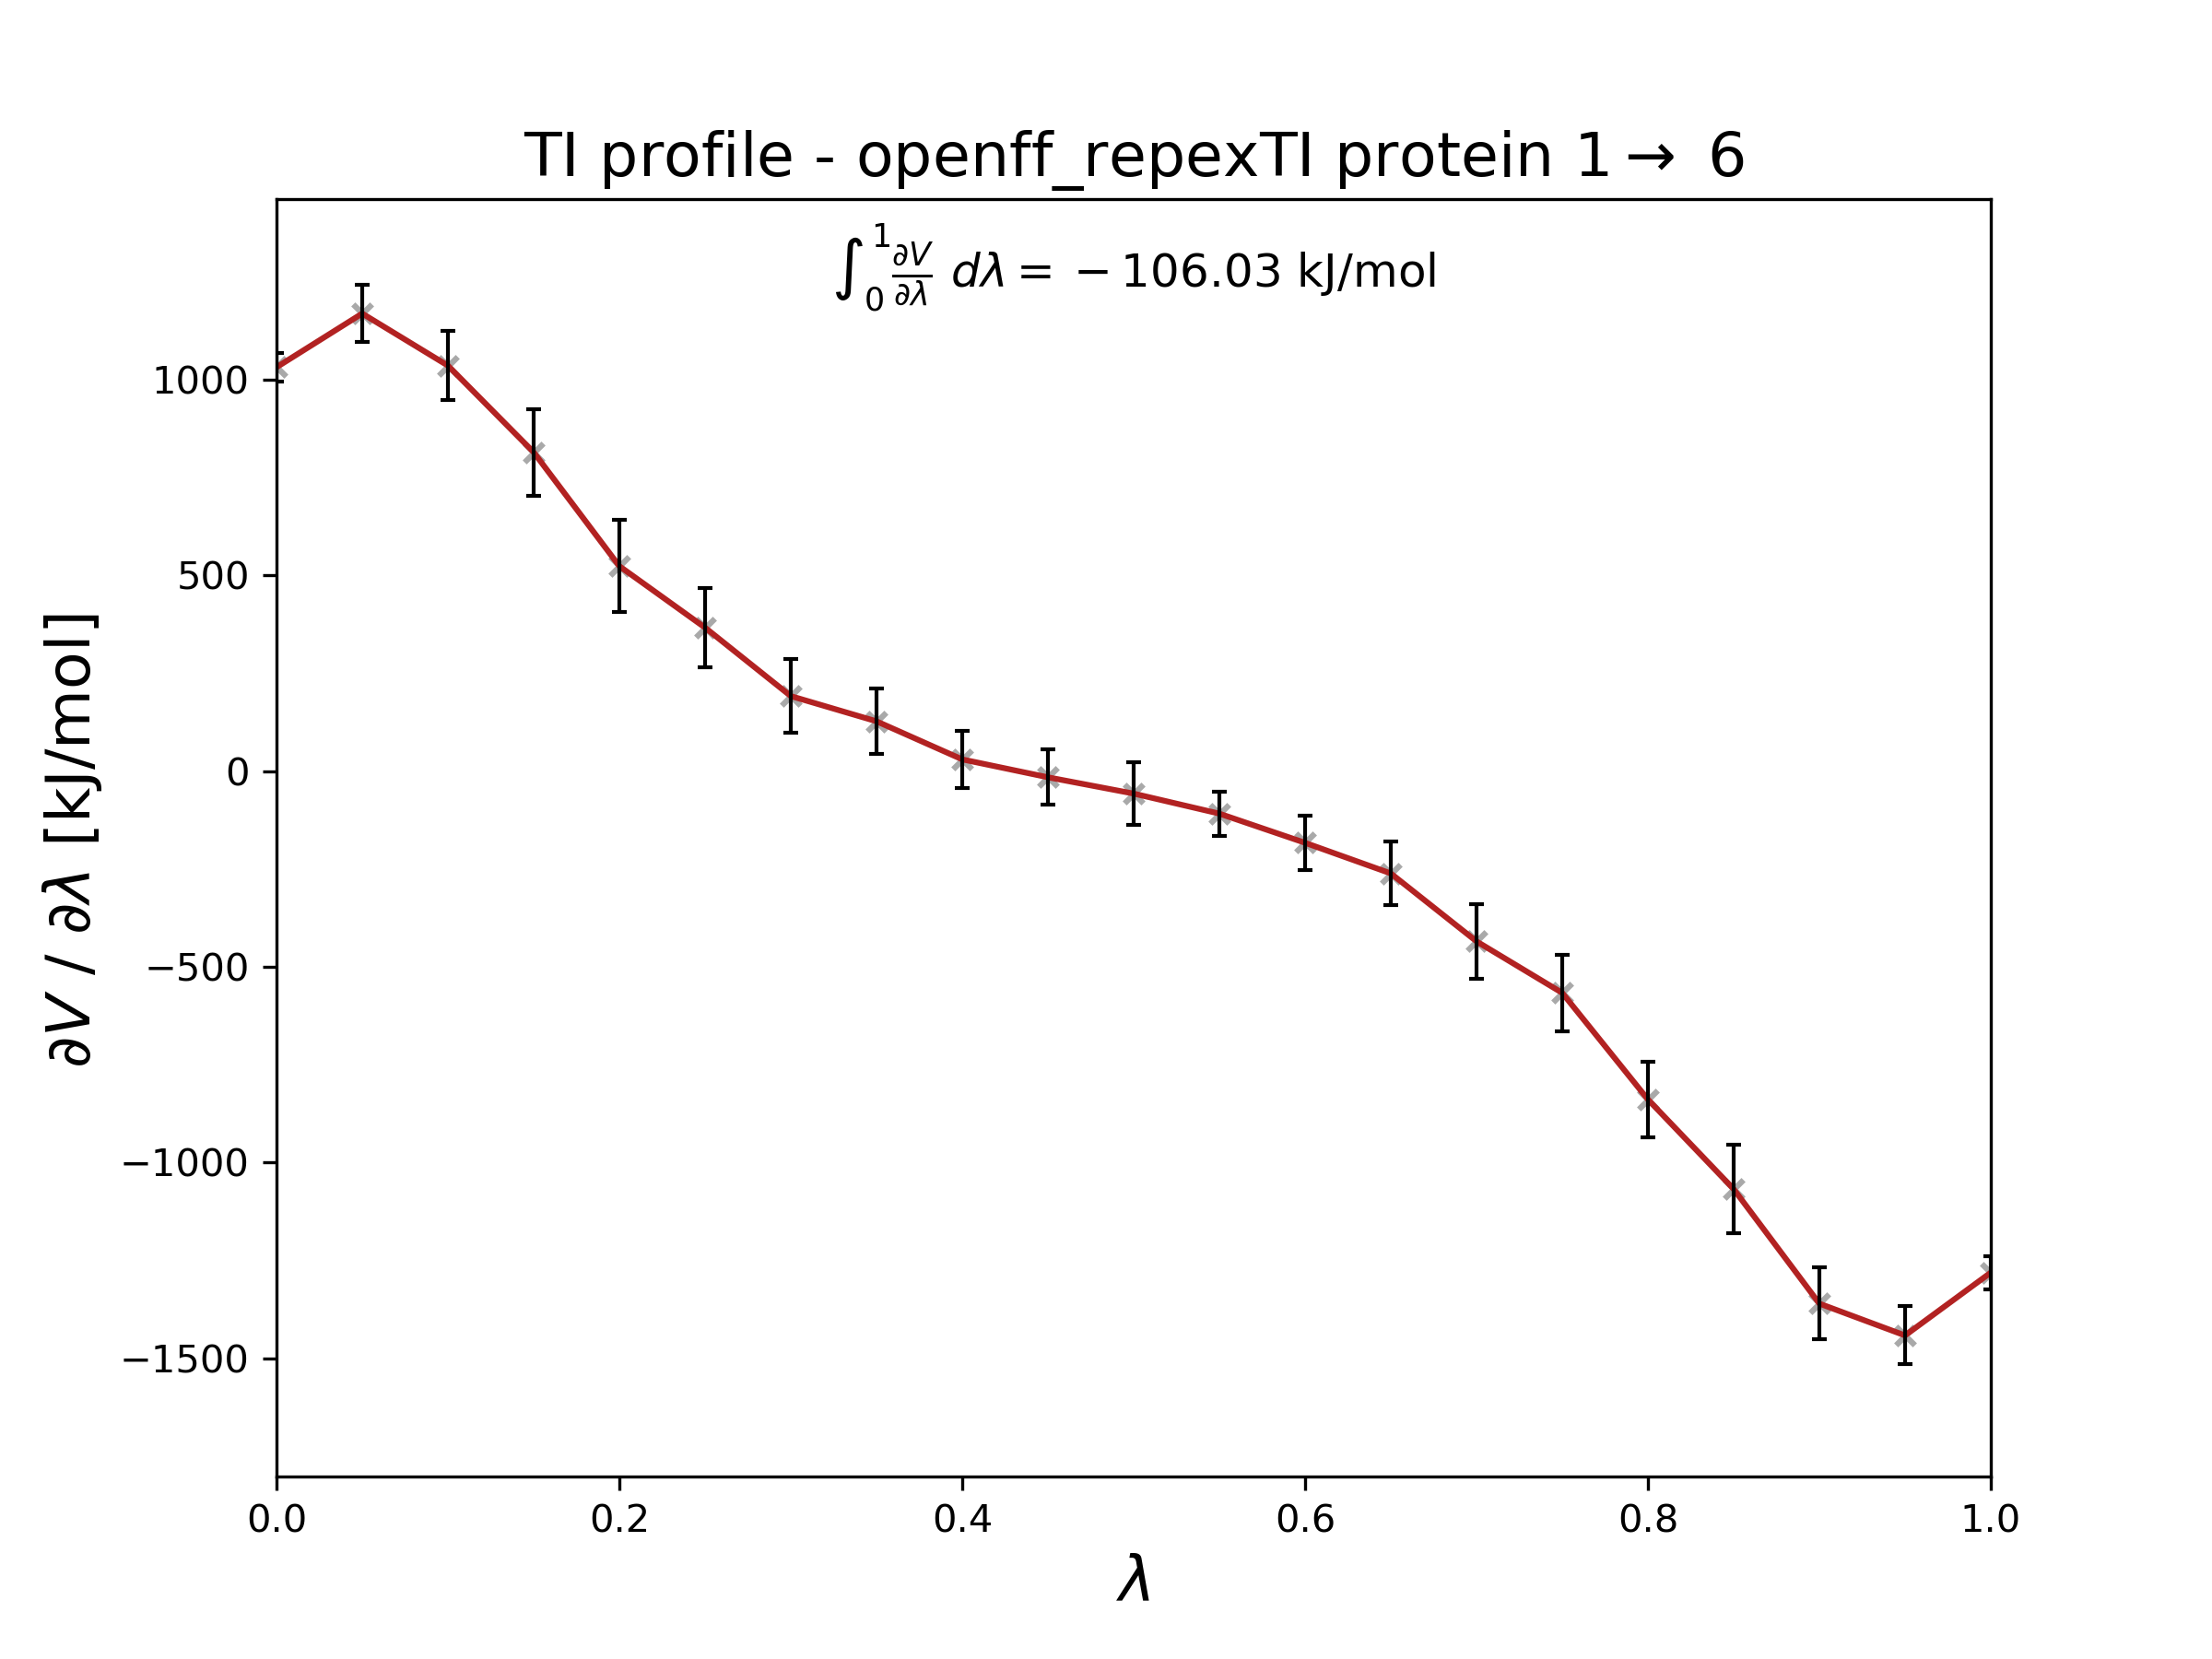 TI profile - openff_repexTI protein 1→ 6
∫₀¹ ∂V/∂λ dλ = −106.03 kJ/mol
1000
500
0
−500
−1000
−1500
∂V / ∂λ [kJ/mol]
0.0 0.2 0.4 0.6 0.8 1.0
λ